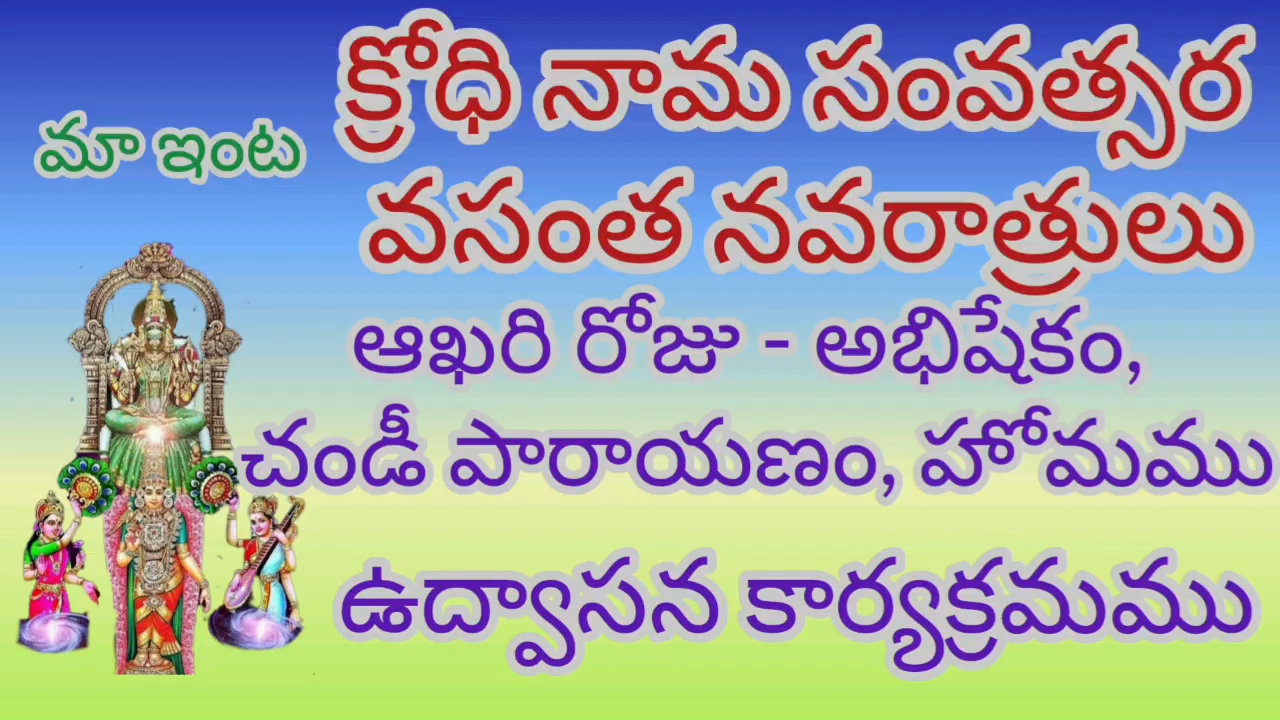 మా ఇంట
క్రోధి నామ సంవత్సర
వసంత నవరాత్రులు
ఆఖరి రోజు - అభిషేకం,
చండీ పారాయణం, హోమము
ఉద్వాసన కార్యక్రమము